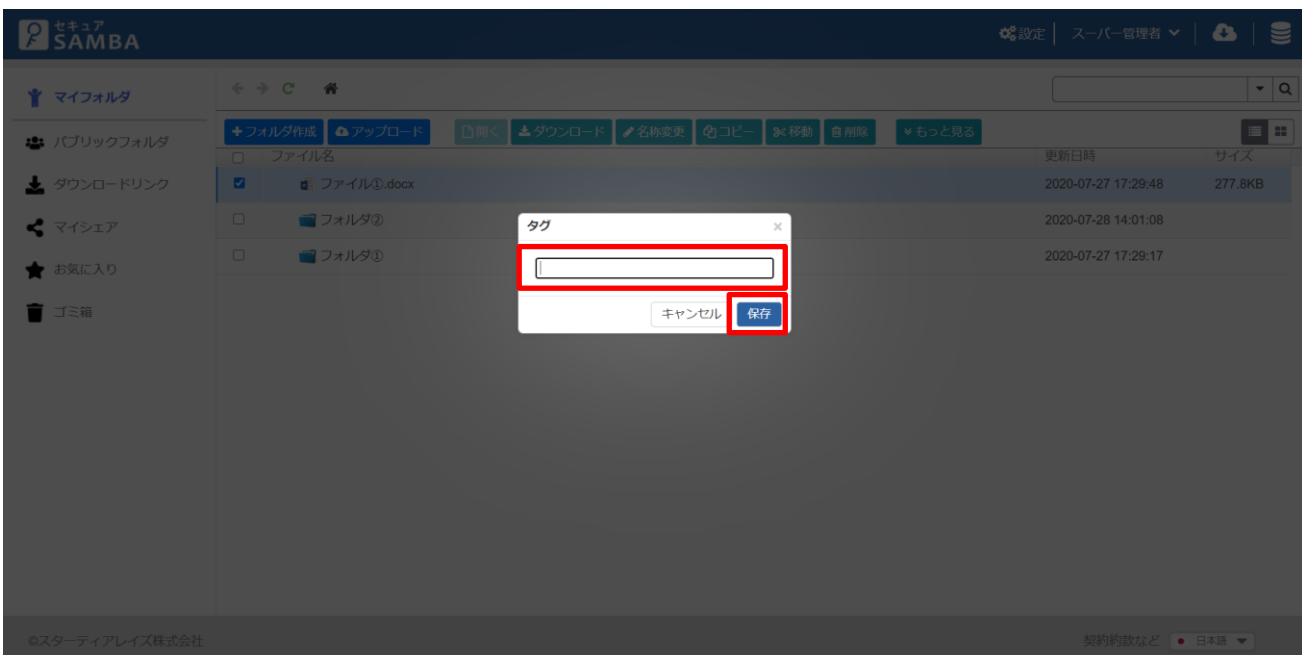 セキュア
SAMBA
設定
スーパー管理者
マイフォルダ
パブリックフォルダ
ダウンロードリンク
マイシェア
お気に入り
ゴミ箱
フォルダ作成
アップロード
開く
ダウンロード
名称変更
コピー
移動
削除
もっと見る
ファイル名
更新日時
サイズ
ファイル①.docx
2020-07-27 17:29:48
277.8KB
フォルダ②
2020-07-28 14:01:08
フォルダ①
2020-07-27 17:29:17
タグ
キャンセル
保存
©スターティアレイズ株式会社
契約約款など
日本語